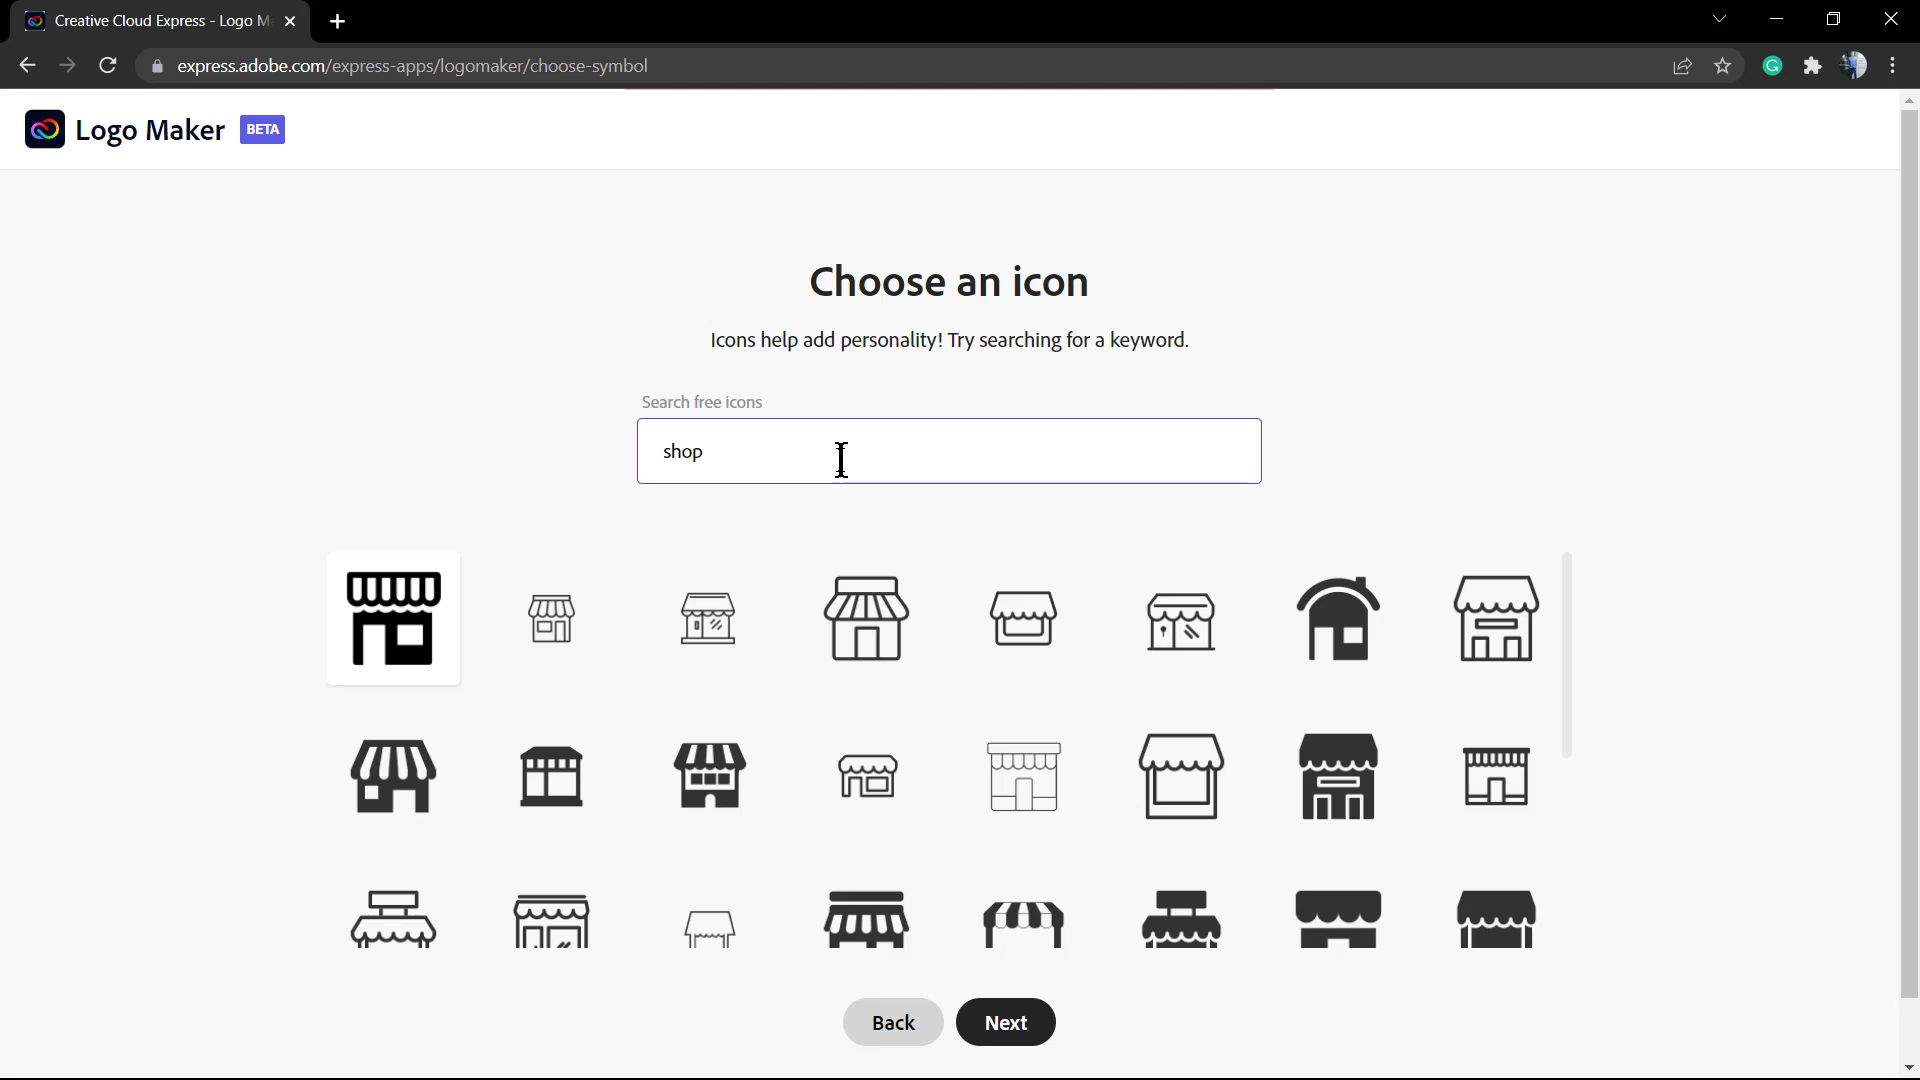 Creative Cloud Express - Logo M
express.adobe.com/express-apps/logomaker/choose-symbol
Logo Maker BETA
Choose an icon
Icons help add personality! Try searching for a keyword.
Search free icons
shop
Back Next